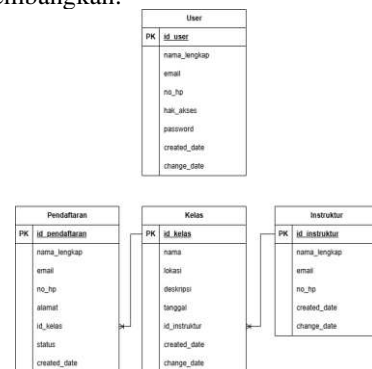 embangkan.
User
PK id_user
nama_lengkap
email
no_hp
hak_akses
password
created_date
change_date
Pendaftaran
PK id_pendaftaran
nama_lengkap
email
no_hp
alamat
id_kelas
status
created_date
Kelas
PK id_kelas
nama
lokasi
deskripsi
tanggal
id_instruktur
created_date
change_date
Instruktur
PK id_instruktur
nama_lengkap
email
no_hp
created_date
change_date